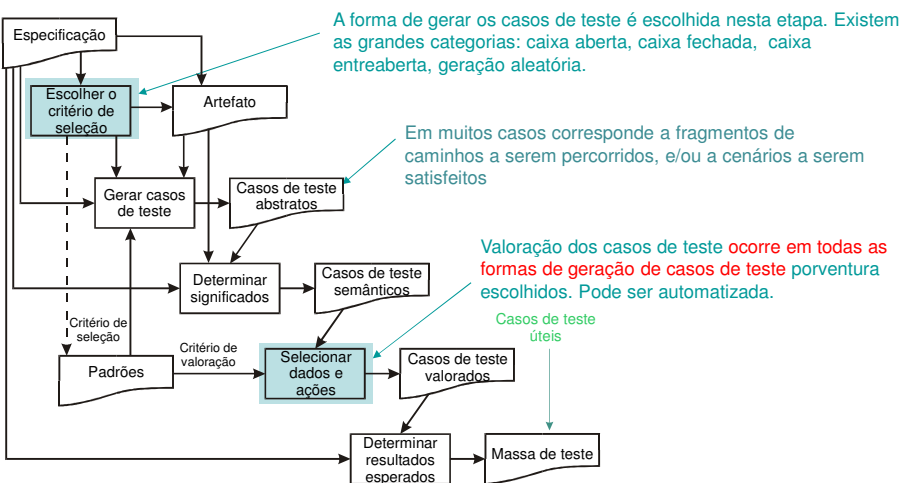 A forma de gerar os casos de teste é escolhida nesta etapa. Existem
as grandes categorias: caixa aberta, caixa fechada, caixa
entreaberta, geração aleatória.
Especificação
Escolher o
critério de
seleção
Artefato
Em muitos casos corresponde a fragmentos de
caminhos a serem percorridos, e/ou a cenários a serem
satisfeitos
Gerar casos
de teste
Casos de teste
abstratos
Valoração dos casos de teste ocorre em todas as
formas de geração de casos de teste porventura
escolhidos. Pode ser automatizada.
Determinar
significados
Casos de teste
semânticos
Casos de teste
úteis
Critério de
seleção
Critério de
valoração
Padrões
Selecionar
dados e
ações
Casos de teste
valorados
Determinar
resultados
esperados
Massa de teste